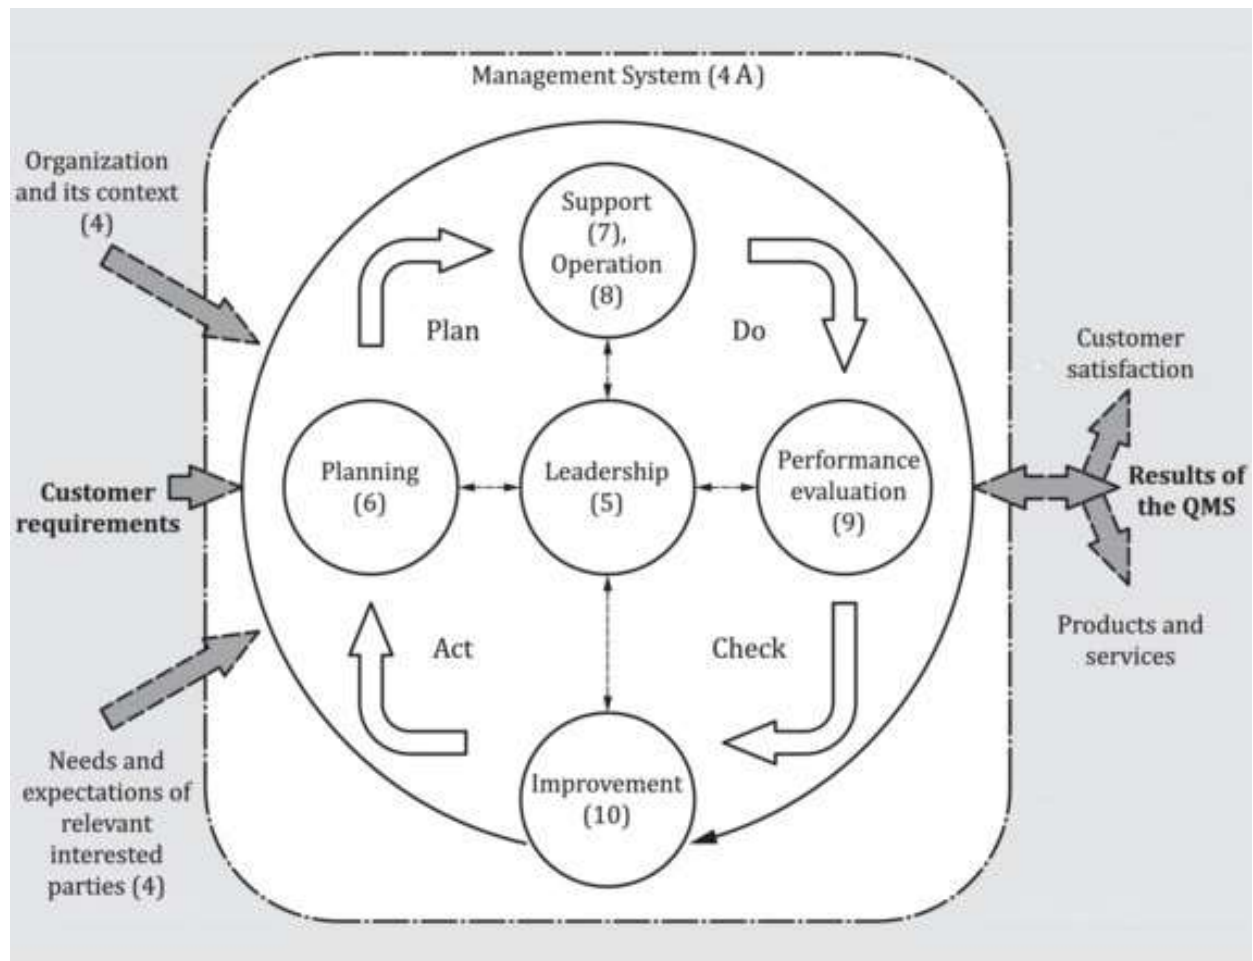 Management System (4 A)
Organization
and its context
(4)
Support
(7),
Operation
(8)
Plan
Do
Customer
satisfaction
Customer
requirements
Planning
(6)
Leadership
(5)
Performance
evaluation
(9)
Results of
the QMS
Act
Check
Products and
services
Needs and
expectations of
relevant
interested
parties (4)
Improvement
(10)